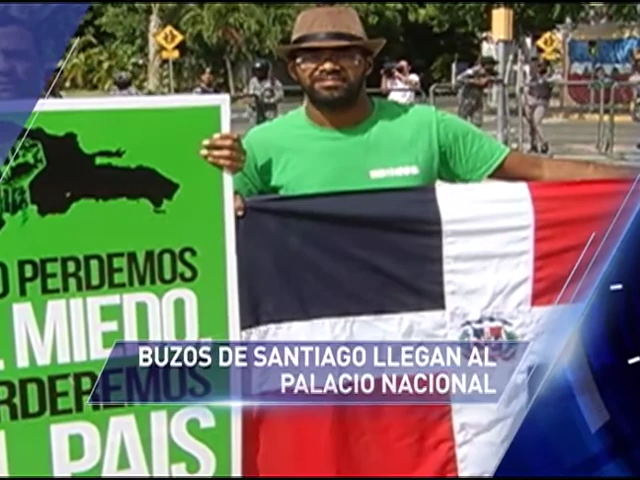 O PERDEMOS
L MIEDO,
RDEREMOS
L PAIS
BUZOS DE SANTIAGO LLEGAN AL
PALACIO NACIONAL